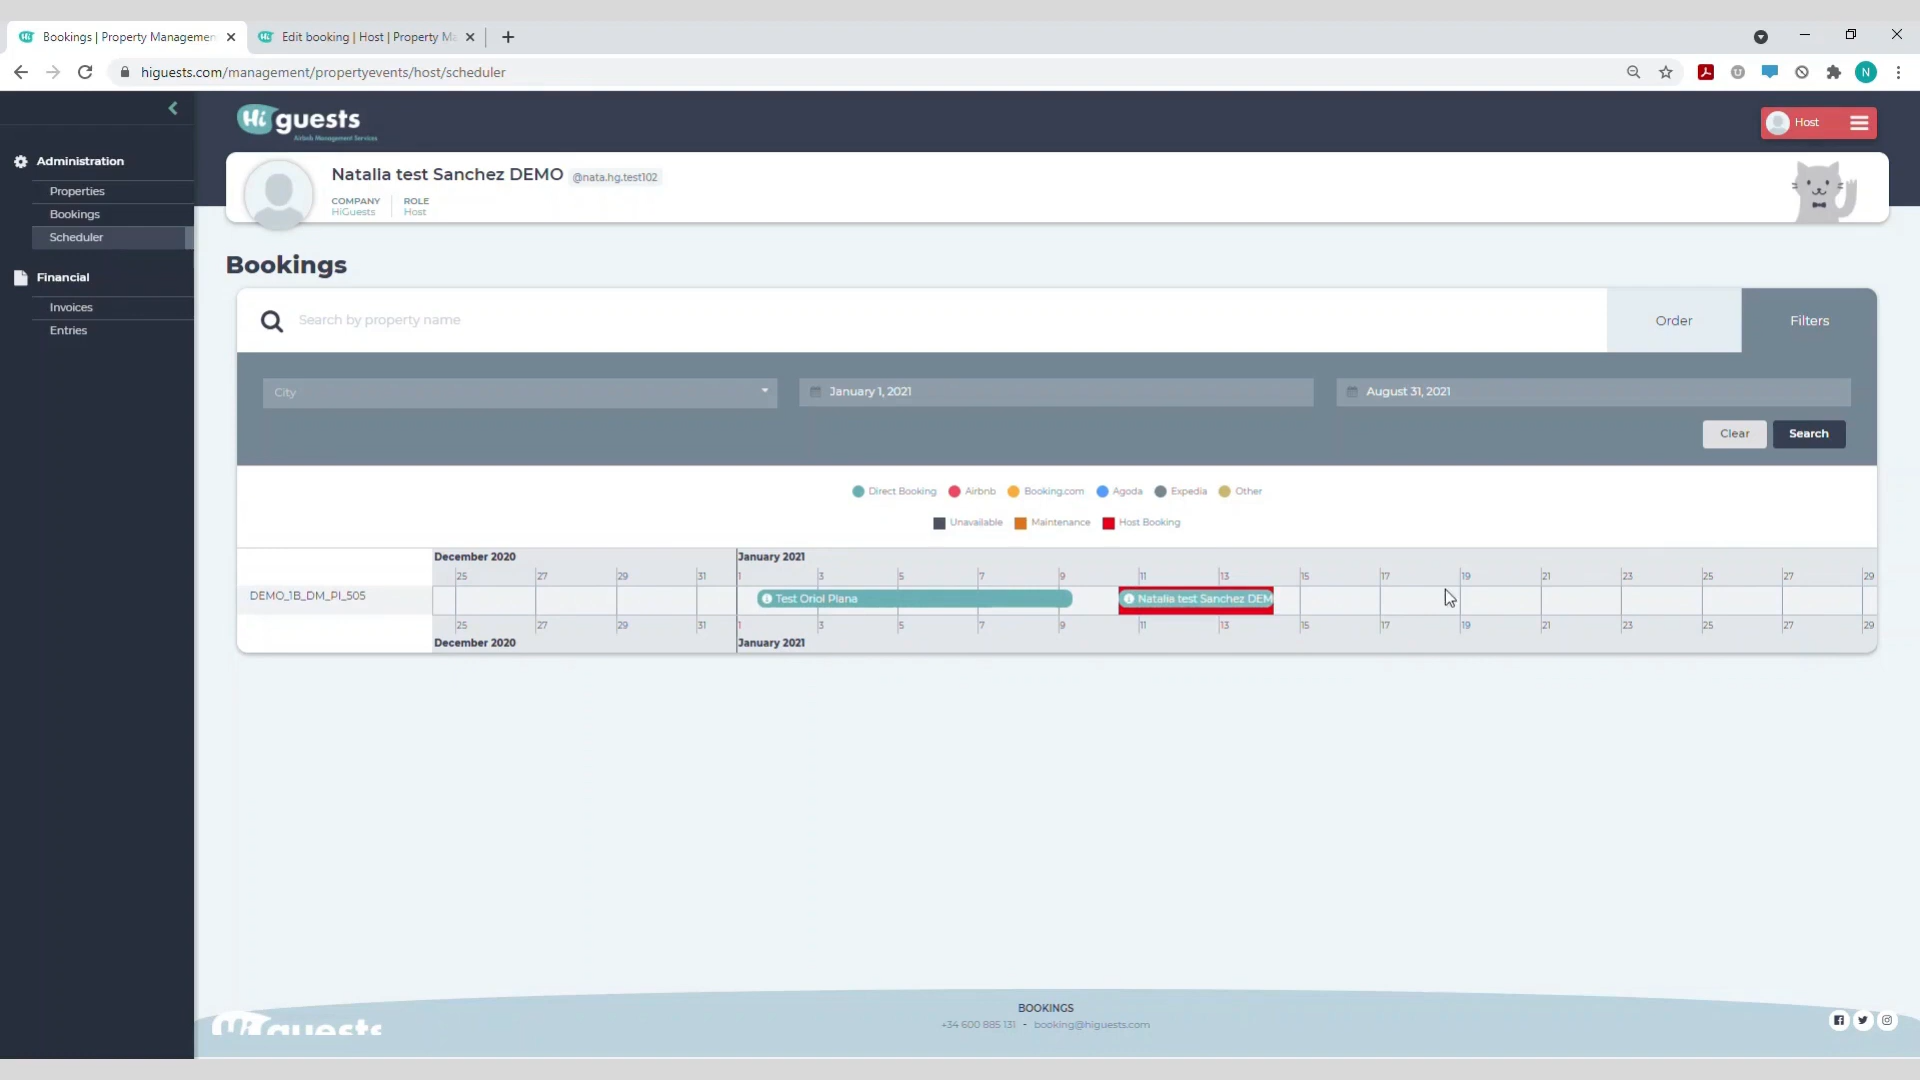 Bookings | Property Managemen
Edit booking | Host | Property Ma
higuests.com/management/propertyevents/host/scheduler
N
Administration
Properties
Bookings
Scheduler
Financial
Invoices
Entries
Hi guests
Airbnb Management Services
Host
Natalia test Sanchez DEMO @nata.hg.test102
COMPANY
HiGuests
ROLE
Host
Bookings
Search by property name
Order
Filters
City
January 1, 2021
August 31, 2021
Clear
Search
Direct Booking Airbnb Booking.com Agoda Expedia Other
Unavailable Maintenance Host Booking
December 2020 January 2021
25 27 29 31 1 3 5 7 9 11 13 15 17 19 21 23 25 27 29
DEMO_1B_DM_PI_505
Test Oriol Plana
Natalia test Sanchez DEM
25 27 29 31 1 3 5 7 9 11 13 15 17 19 21 23 25 27 29
December 2020 January 2021
Hi guests
BOOKINGS
+34 600 885 131 - booking@higuests.com